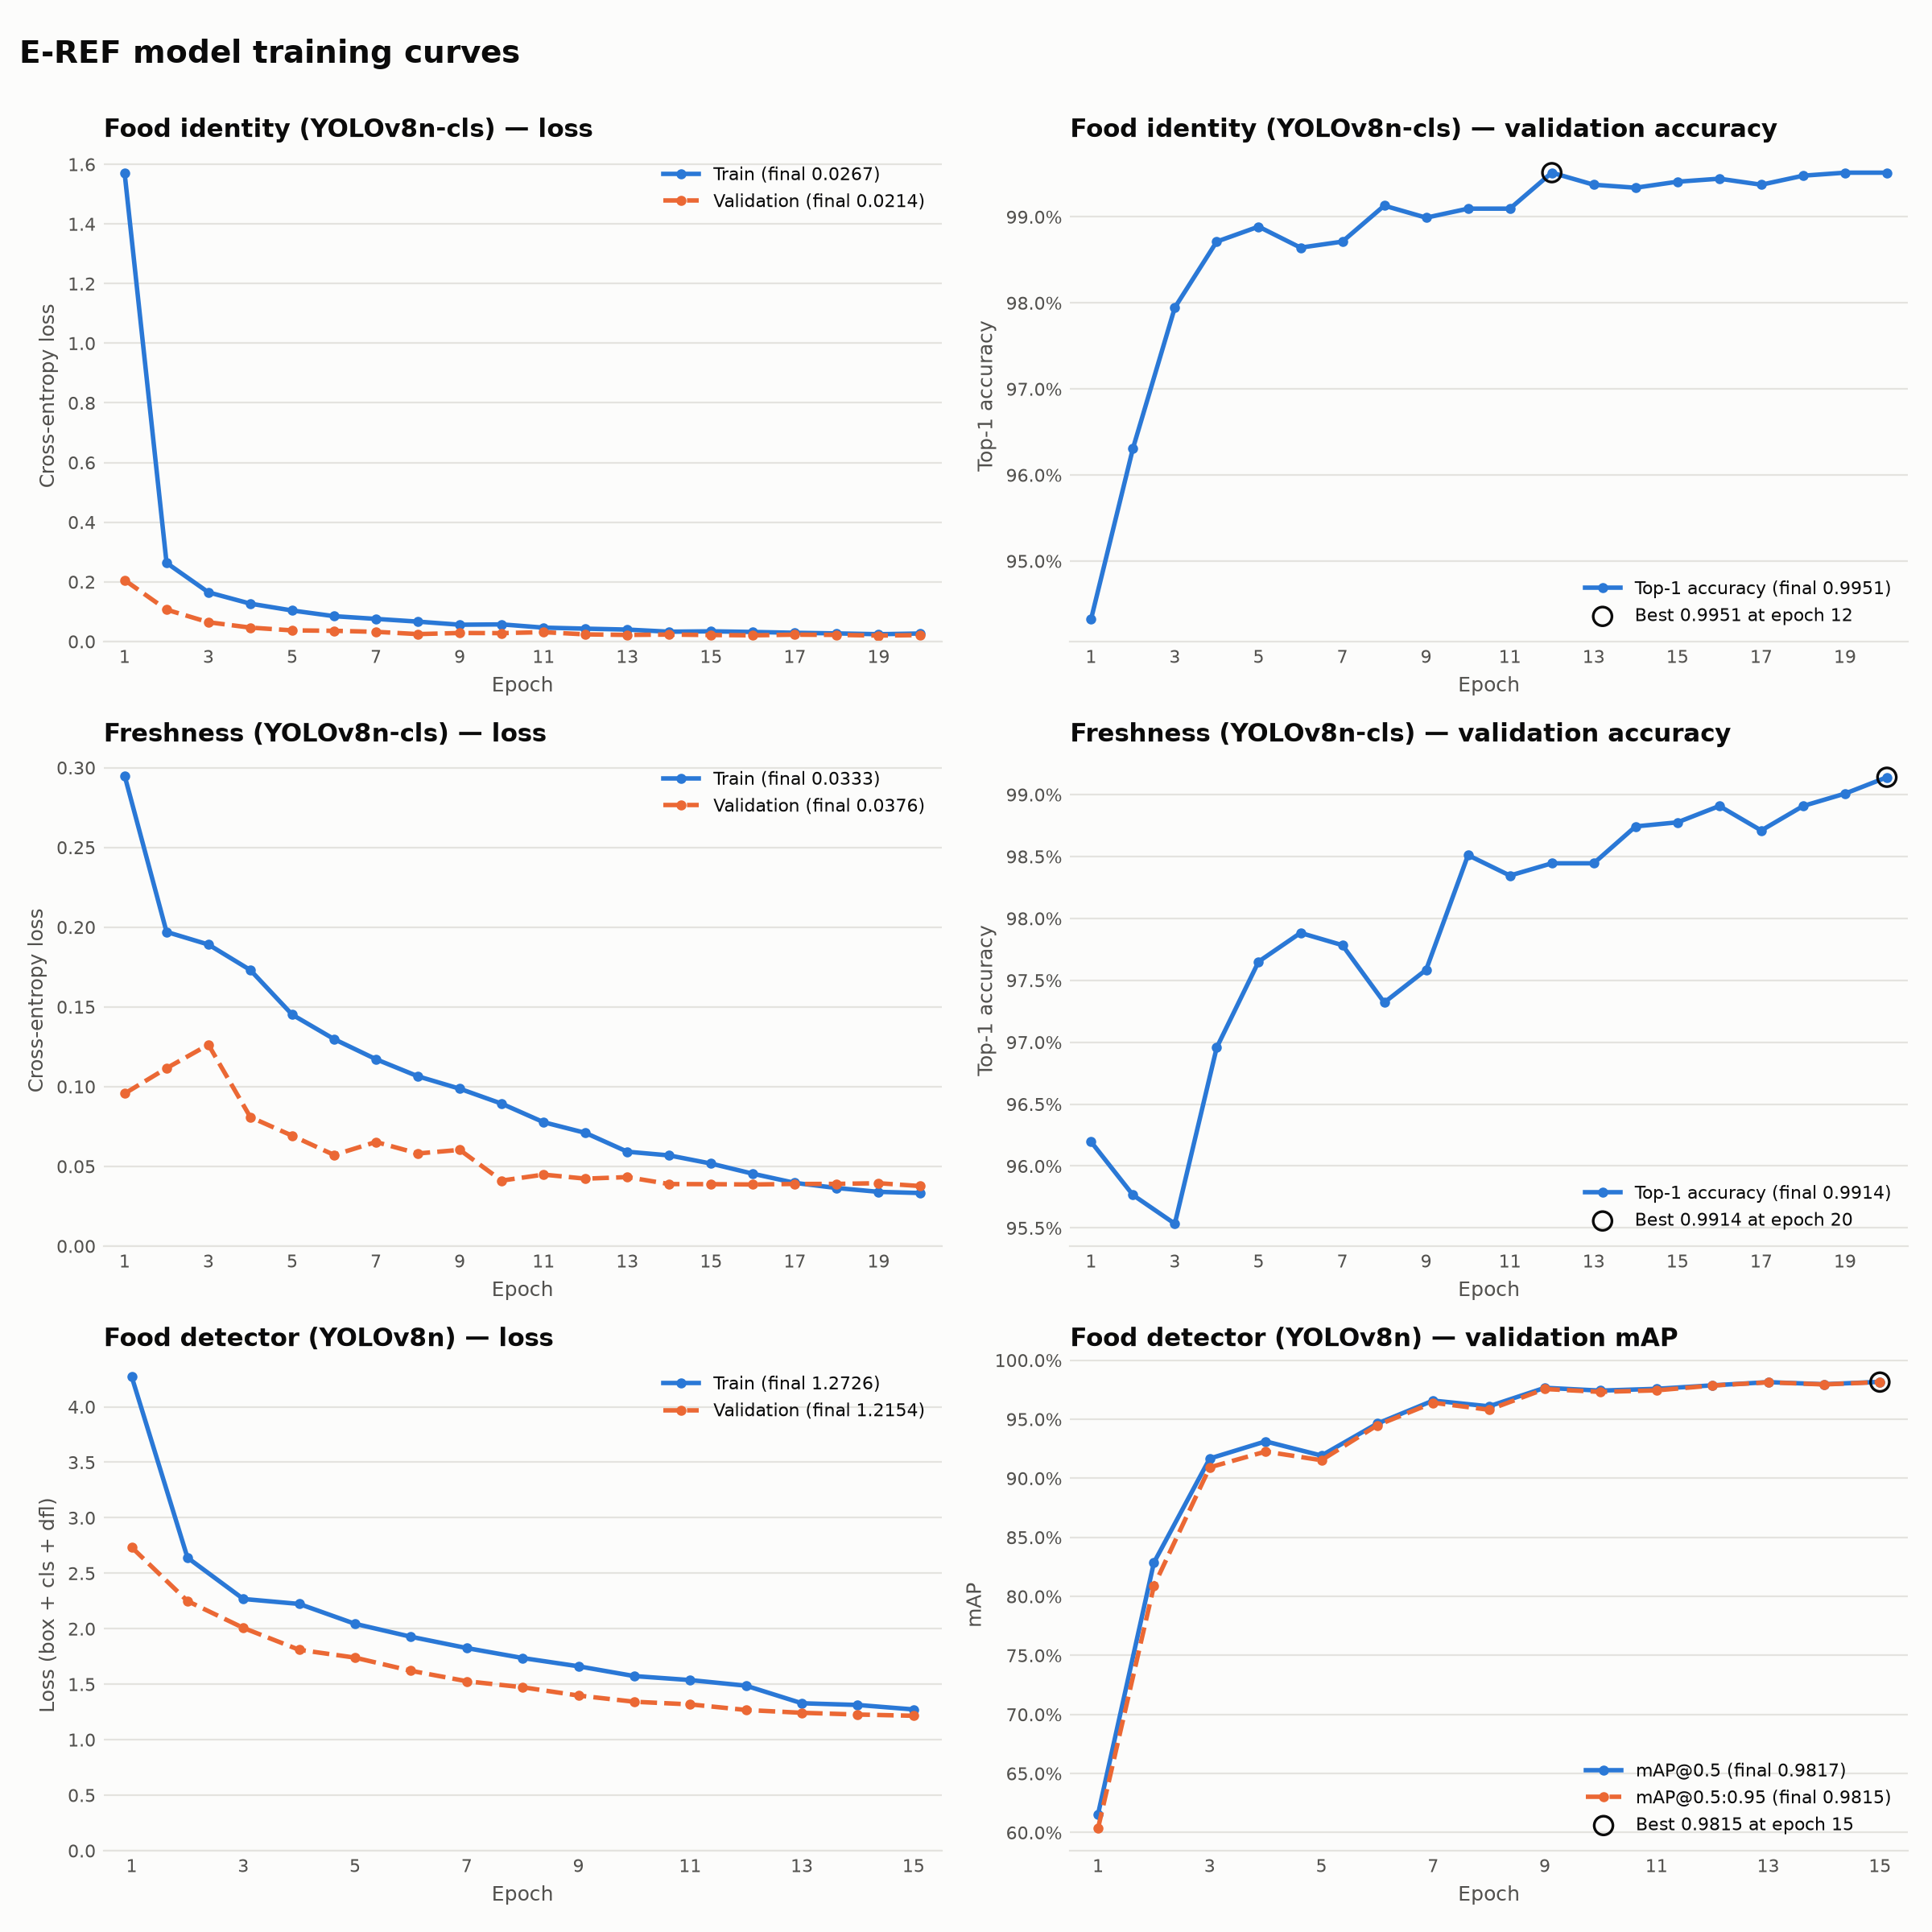 E-REF model training curves
Food identity (YOLOv8n-cls) — loss
1.6
1.4
1.2
1.0
0.8
0.6
0.4
0.2
0.0
Cross-entropy loss
Train (final 0.0267)
Validation (final 0.0214)
1 3 5 7 9 11 13 15 17 19
Epoch
Food identity (YOLOv8n-cls) — validation accuracy
99.0%
98.0%
97.0%
96.0%
95.0%
Top-1 accuracy
Top-1 accuracy (final 0.9951)
Best 0.9951 at epoch 12
1 3 5 7 9 11 13 15 17 19
Epoch
Freshness (YOLOv8n-cls) — loss
0.30
0.25
0.20
0.15
0.10
0.05
0.00
Cross-entropy loss
Train (final 0.0333)
Validation (final 0.0376)
1 3 5 7 9 11 13 15 17 19
Epoch
Freshness (YOLOv8n-cls) — validation accuracy
99.0%
98.5%
98.0%
97.5%
97.0%
96.5%
96.0%
95.5%
Top-1 accuracy
Top-1 accuracy (final 0.9914)
Best 0.9914 at epoch 20
1 3 5 7 9 11 13 15 17 19
Epoch
Food detector (YOLOv8n) — loss
4.0
3.5
3.0
2.5
2.0
1.5
1.0
0.5
0.0
Loss (box + cls + dfl)
Train (final 1.2726)
Validation (final 1.2154)
1 3 5 7 9 11 13 15
Epoch
Food detector (YOLOv8n) — validation mAP
100.0%
95.0%
90.0%
85.0%
80.0%
75.0%
70.0%
65.0%
60.0%
mAP
mAP@0.5 (final 0.9817)
mAP@0.5:0.95 (final 0.9815)
Best 0.9815 at epoch 15
1 3 5 7 9 11 13 15
Epoch